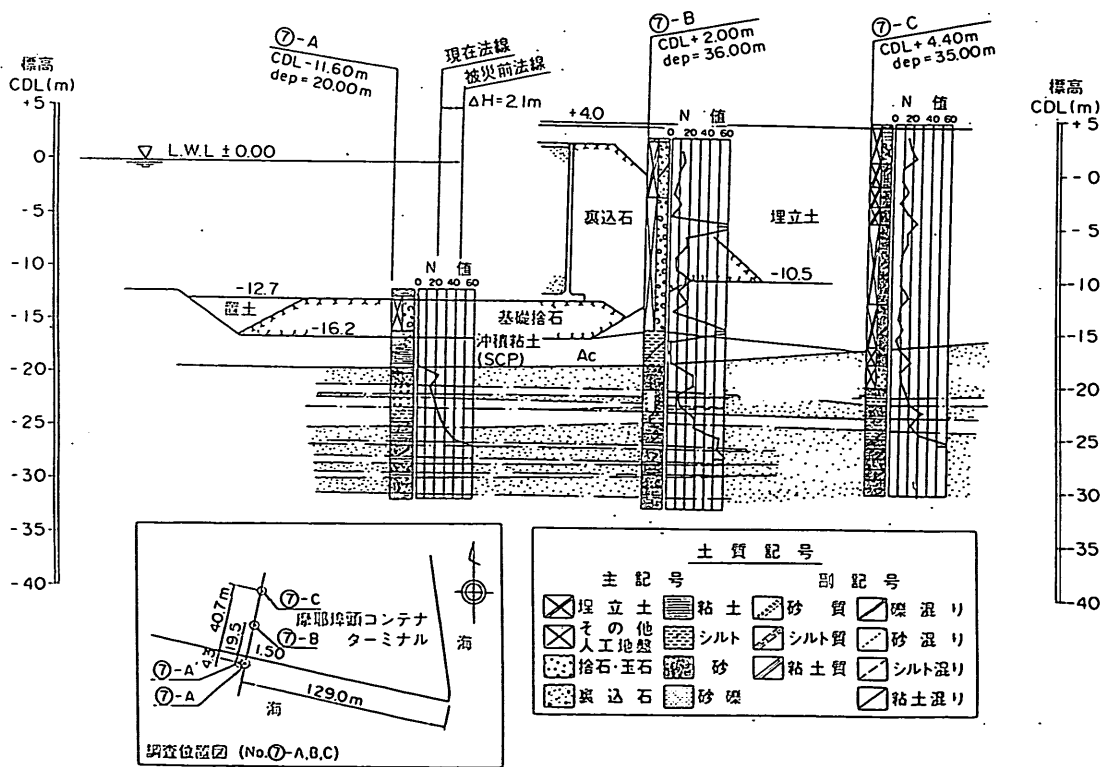 ⑦-A
CDL-11.60m
dep=20.00m
現在法線
被災前法線
ΔH=2.1m
⑦-B
CDL+2.00m
dep=36.00m
⑦-C
CDL+4.40m
dep=35.00m
標高
CDL(m)
+5
0
-5
-10
-15
-20
-25
-30
-35
-40
標高
CDL(m)
+5
-0
-5
-10
-15
-20
-25
-30
-35
-40
L.W.L ±0.00
+4.0
N 値
0 20 40 60
N 値
0 20 40 60
N 値
0 20 40 60
裏込石
埋立土
-10.5
-12.7
置土
-16.2
基礎捨石
沖積粘土
(SCP)
Ac
⑦-C
摩耶埠頭コンテナ
ターミナル
⑦-B
40.7m
19.5
4.3
1.50
⑦-A'
⑦-A
129.0m
海
海
調査位置図 (No.⑦-A,B,C)
土質記号
主記号
副記号
埋立土 粘土 砂質 礫混り
その他人工地盤 シルト シルト質 砂混り
捨石・玉石 砂 粘土質 シルト混り
裏込石 砂礫 粘土混り